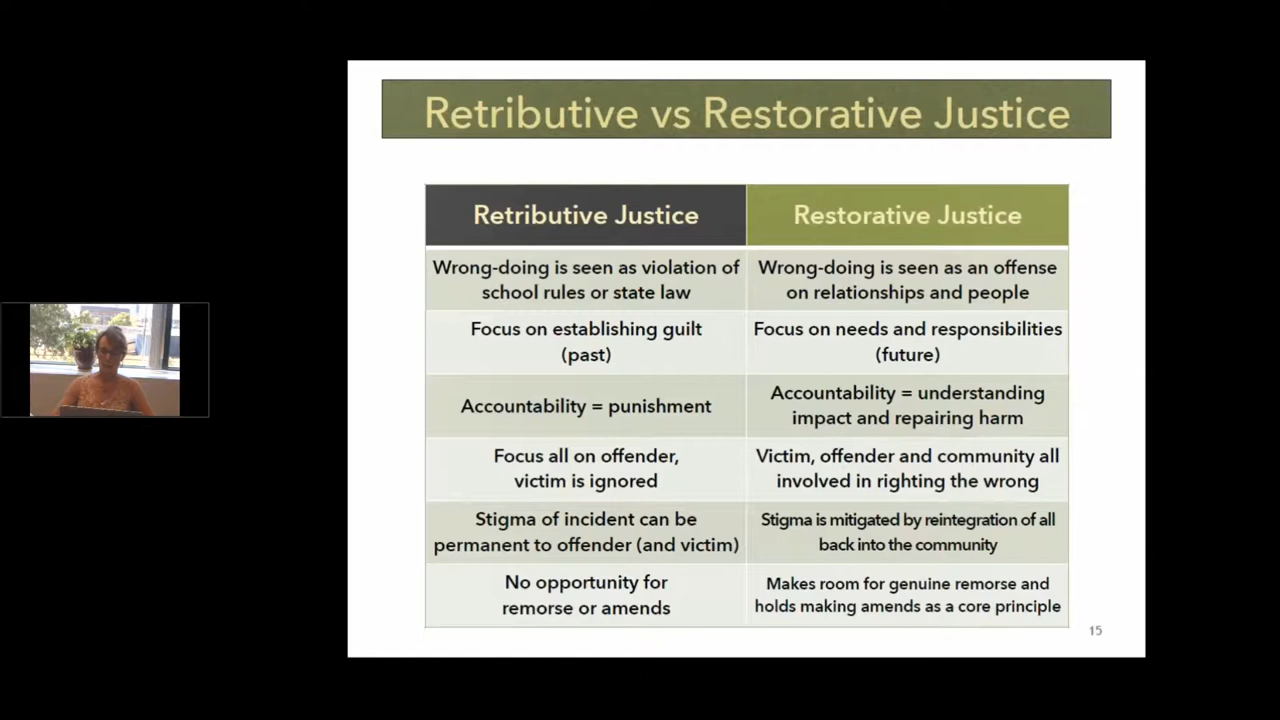 Retributive vs Restorative Justice
Retributive Justice
Restorative Justice
Wrong-doing is seen as violation of
school rules or state law
Wrong-doing is seen as an offense
on relationships and people
Focus on establishing guilt
(past)
Focus on needs and responsibilities
(future)
Accountability = punishment
Accountability = understanding
impact and repairing harm
Focus all on offender,
victim is ignored
Victim, offender and community all
involved in righting the wrong
Stigma of incident can be
permanent to offender (and victim)
Stigma is mitigated by reintegration of all
back into the community
No opportunity for
remorse or amends
Makes room for genuine remorse and
holds making amends as a core principle
15